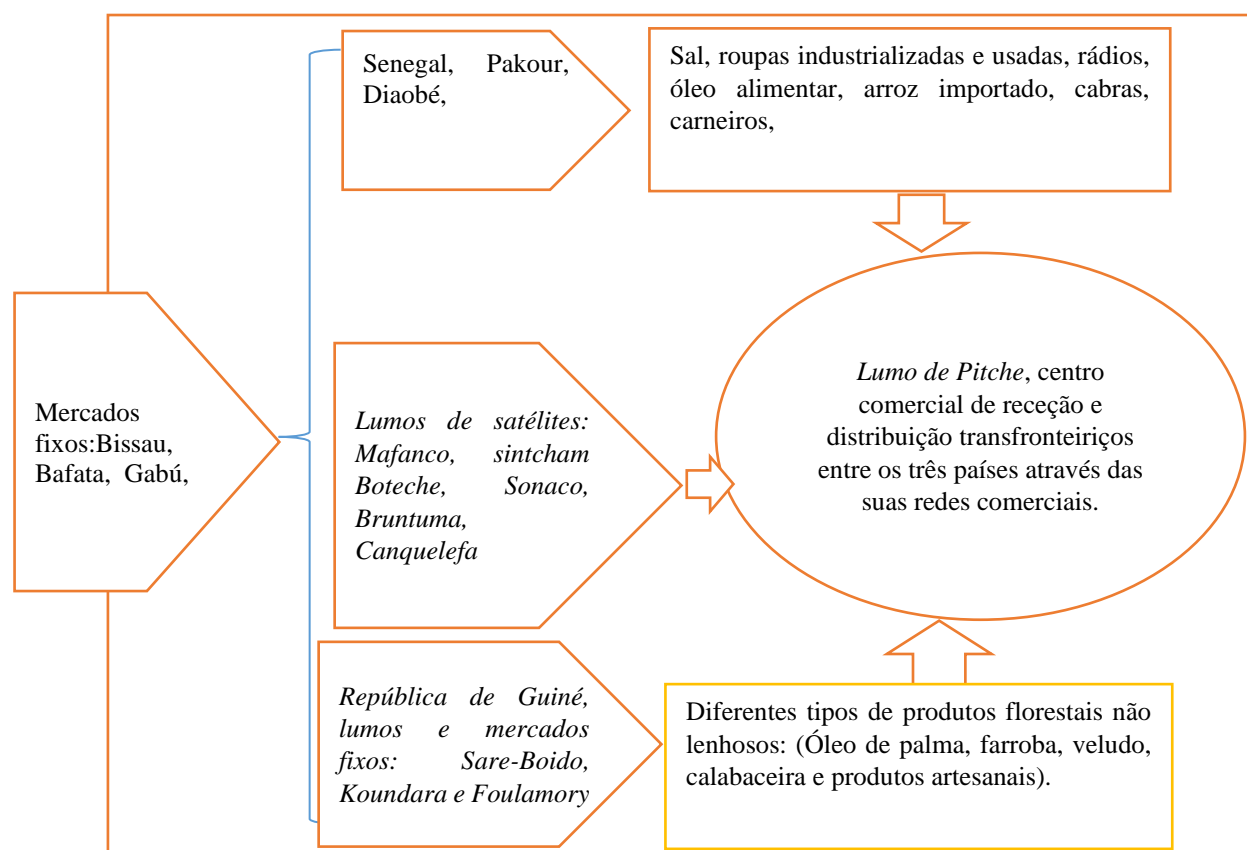 Senegal, Pakour,
Diaobé,
Sal, roupas industrializadas e usadas, rádios,
óleo alimentar, arroz importado, cabras,
carneiros,
Mercados
fixos:Bissau,
Bafata, Gabú,
Lumos de satélites:
Mafanco, sintcham
Boteche, Sonaco,
Bruntuma,
Canquelefa
Lumo de Pitche, centro
comercial de receção e
distribuição transfronteiriços
entre os três países através das
suas redes comerciais.
República de Guiné,
lumos e mercados
fixos: Sare-Boido,
Koundara e Foulamory
Diferentes tipos de produtos florestais não
lenhosos: (Óleo de palma, farroba, veludo,
calabaceira e produtos artesanais).